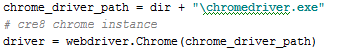 chrome_driver_path = dir + "\chromedriver.exe"
# cre8 chrome instance
driver = webdriver.Chrome(chrome_driver_path)